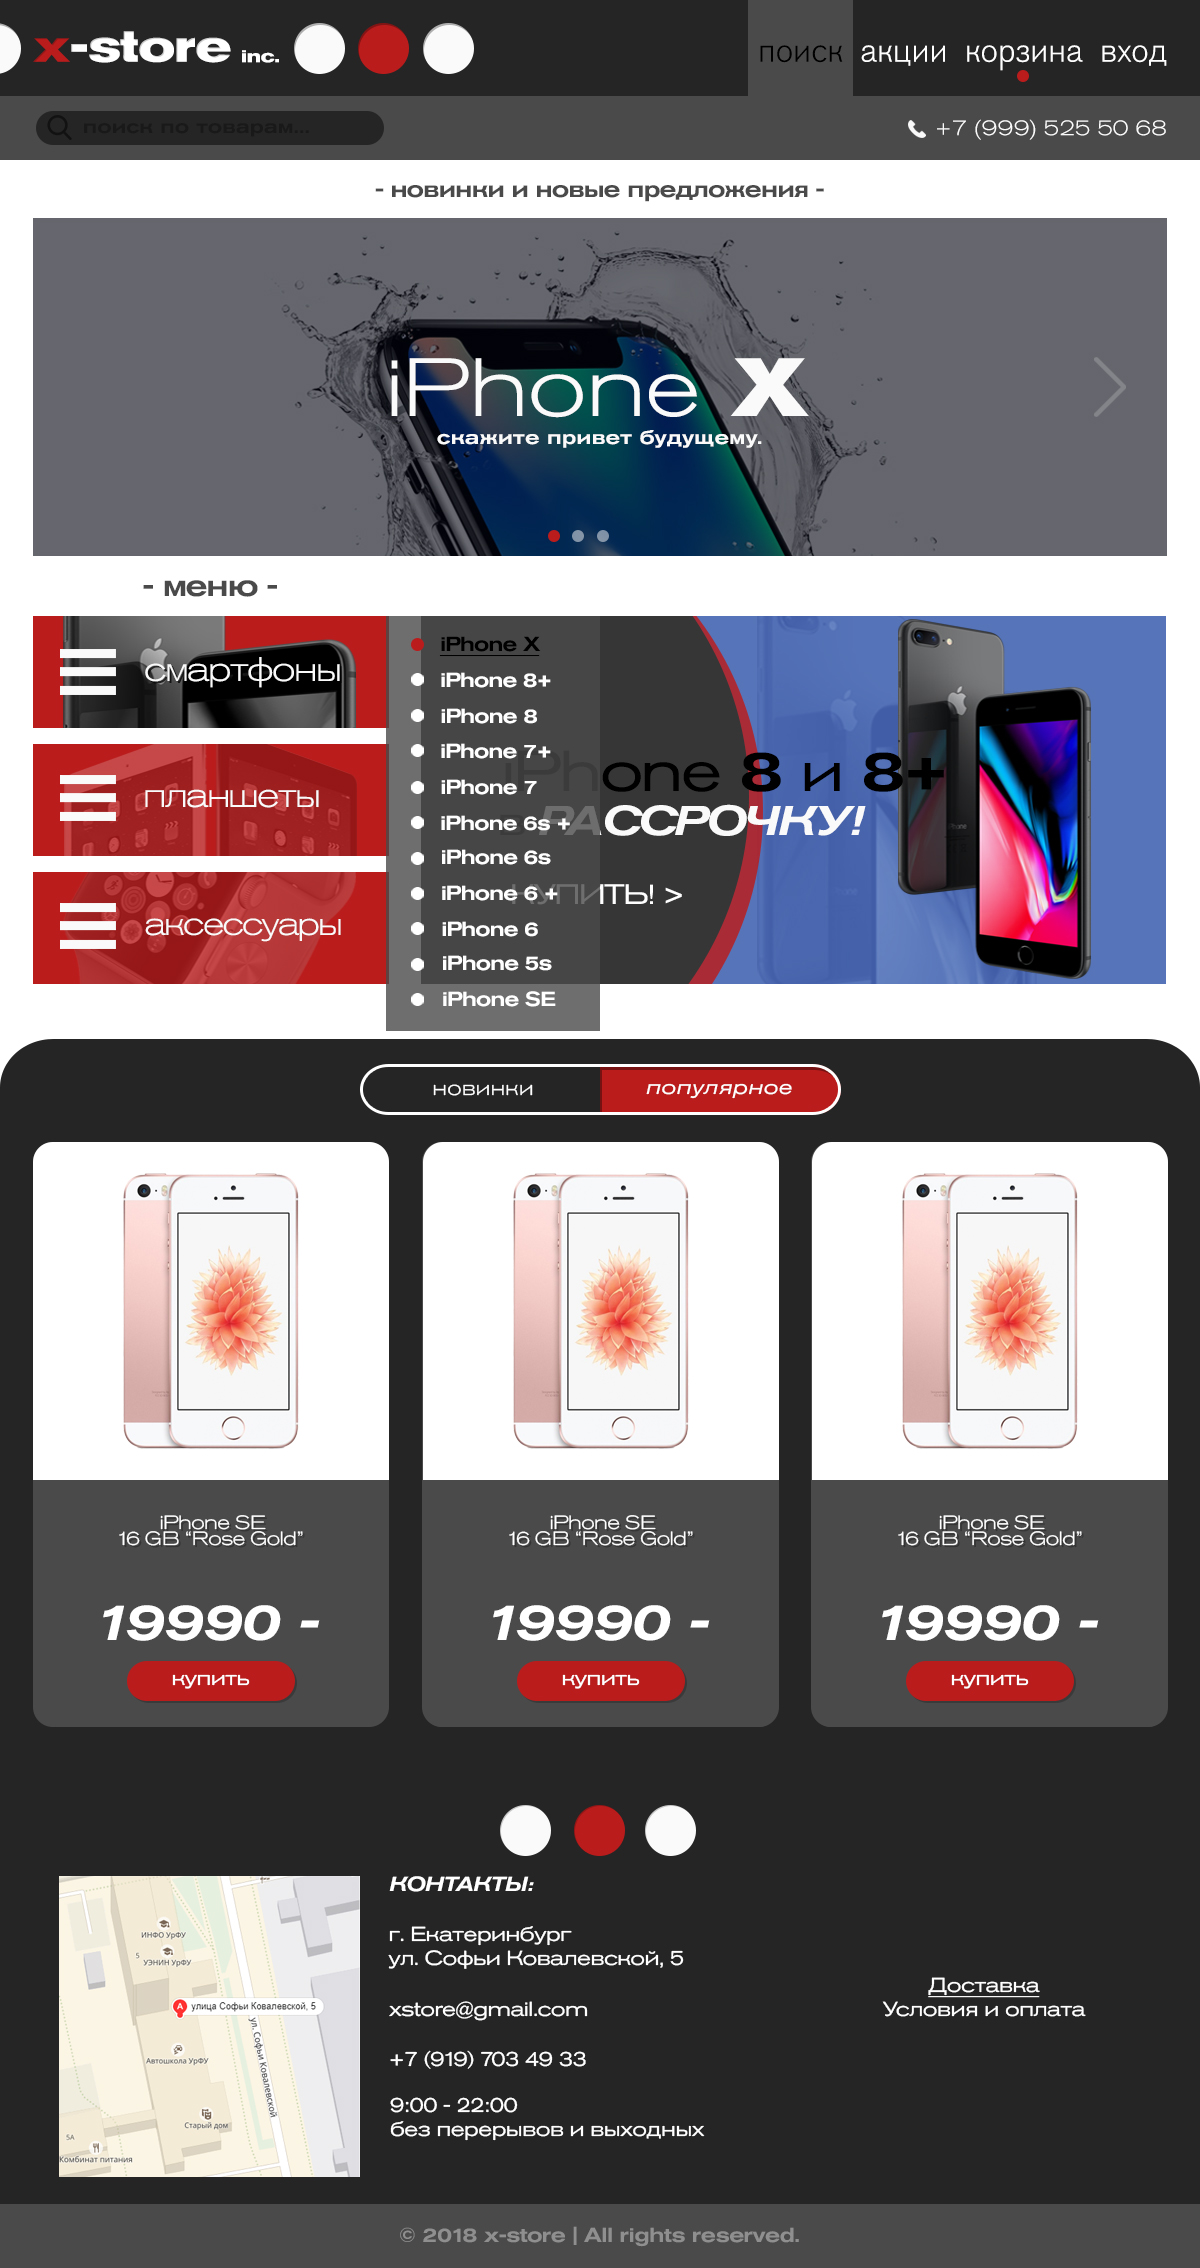 x-store inc.
поиск акции корзина вход
поиск по товарам...
+7 (999) 525 50 68
- новинки и новые предложения -
iPhone X
скажите привет будущему.
- меню -
смартфоны
планшеты
аксессуары
iPhone X
iPhone 8+
iPhone 8
iPhone 7+
iPhone 7
iPhone 6s +
iPhone 6s
iPhone 6 +
iPhone 6
iPhone 5s
iPhone SE
iPhone 8 и 8+
РАССРОЧКУ!
КУПИТЬ! >
iPhone
новинки
популярное
iPhone SE
16 GB “Rose Gold”
19990 -
купить
iPhone SE
16 GB “Rose Gold”
19990 -
купить
iPhone SE
16 GB “Rose Gold”
19990 -
купить
ИНФО УрФУ
5
УЭНИН УрФУ
А
улица Софьи Ковалевской, 5
ул. Софьи Ковалевской
Автошкола УрФУ
Старый дом
5А
Комбинат питания
КОНТАКТЫ:
г. Екатеринбург
ул. Софьи Ковалевской, 5
xstore@gmail.com
+7 (919) 703 49 33
9:00 - 22:00
без перерывов и выходных
Доставка
Условия и оплата
© 2018 x-store | All rights reserved.